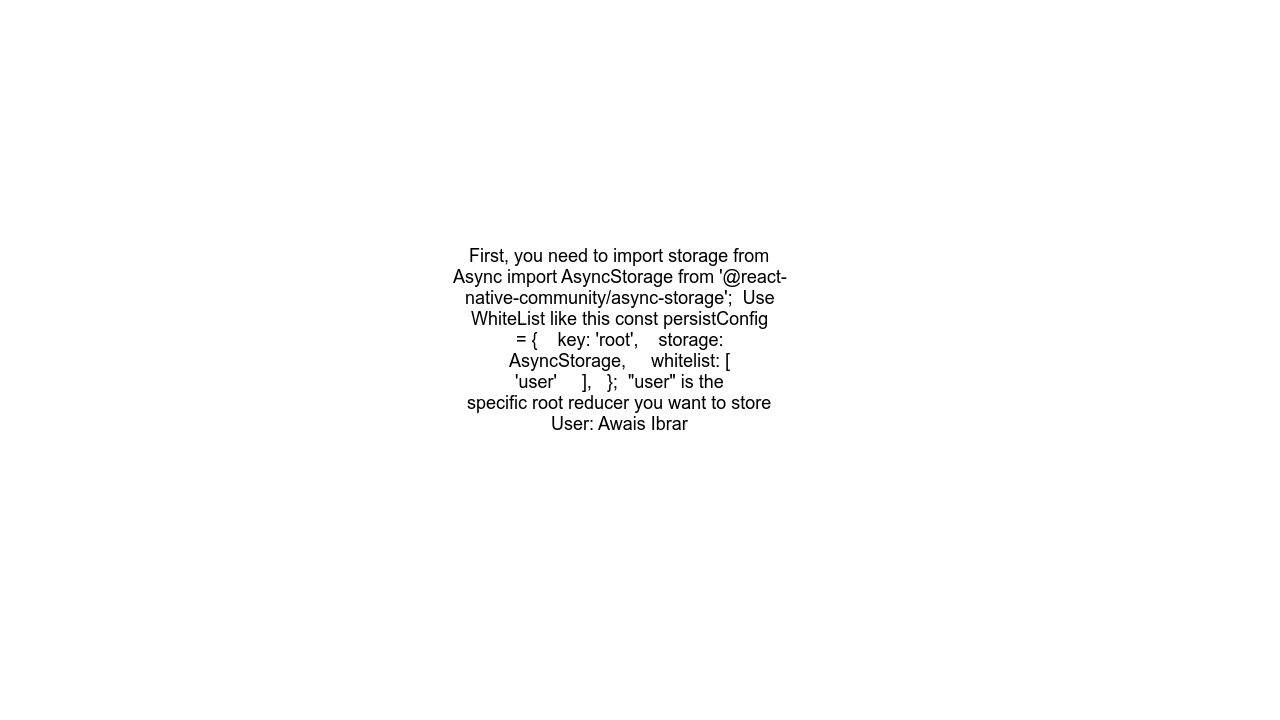 First, you need to import storage from
Async import AsyncStorage from '@react-
native-community/async-storage';  Use
WhiteList like this const persistConfig
= {    key: 'root',    storage:
AsyncStorage,     whitelist: [
'user'     ],   };  "user" is the
specific root reducer you want to store
User: Awais Ibrar